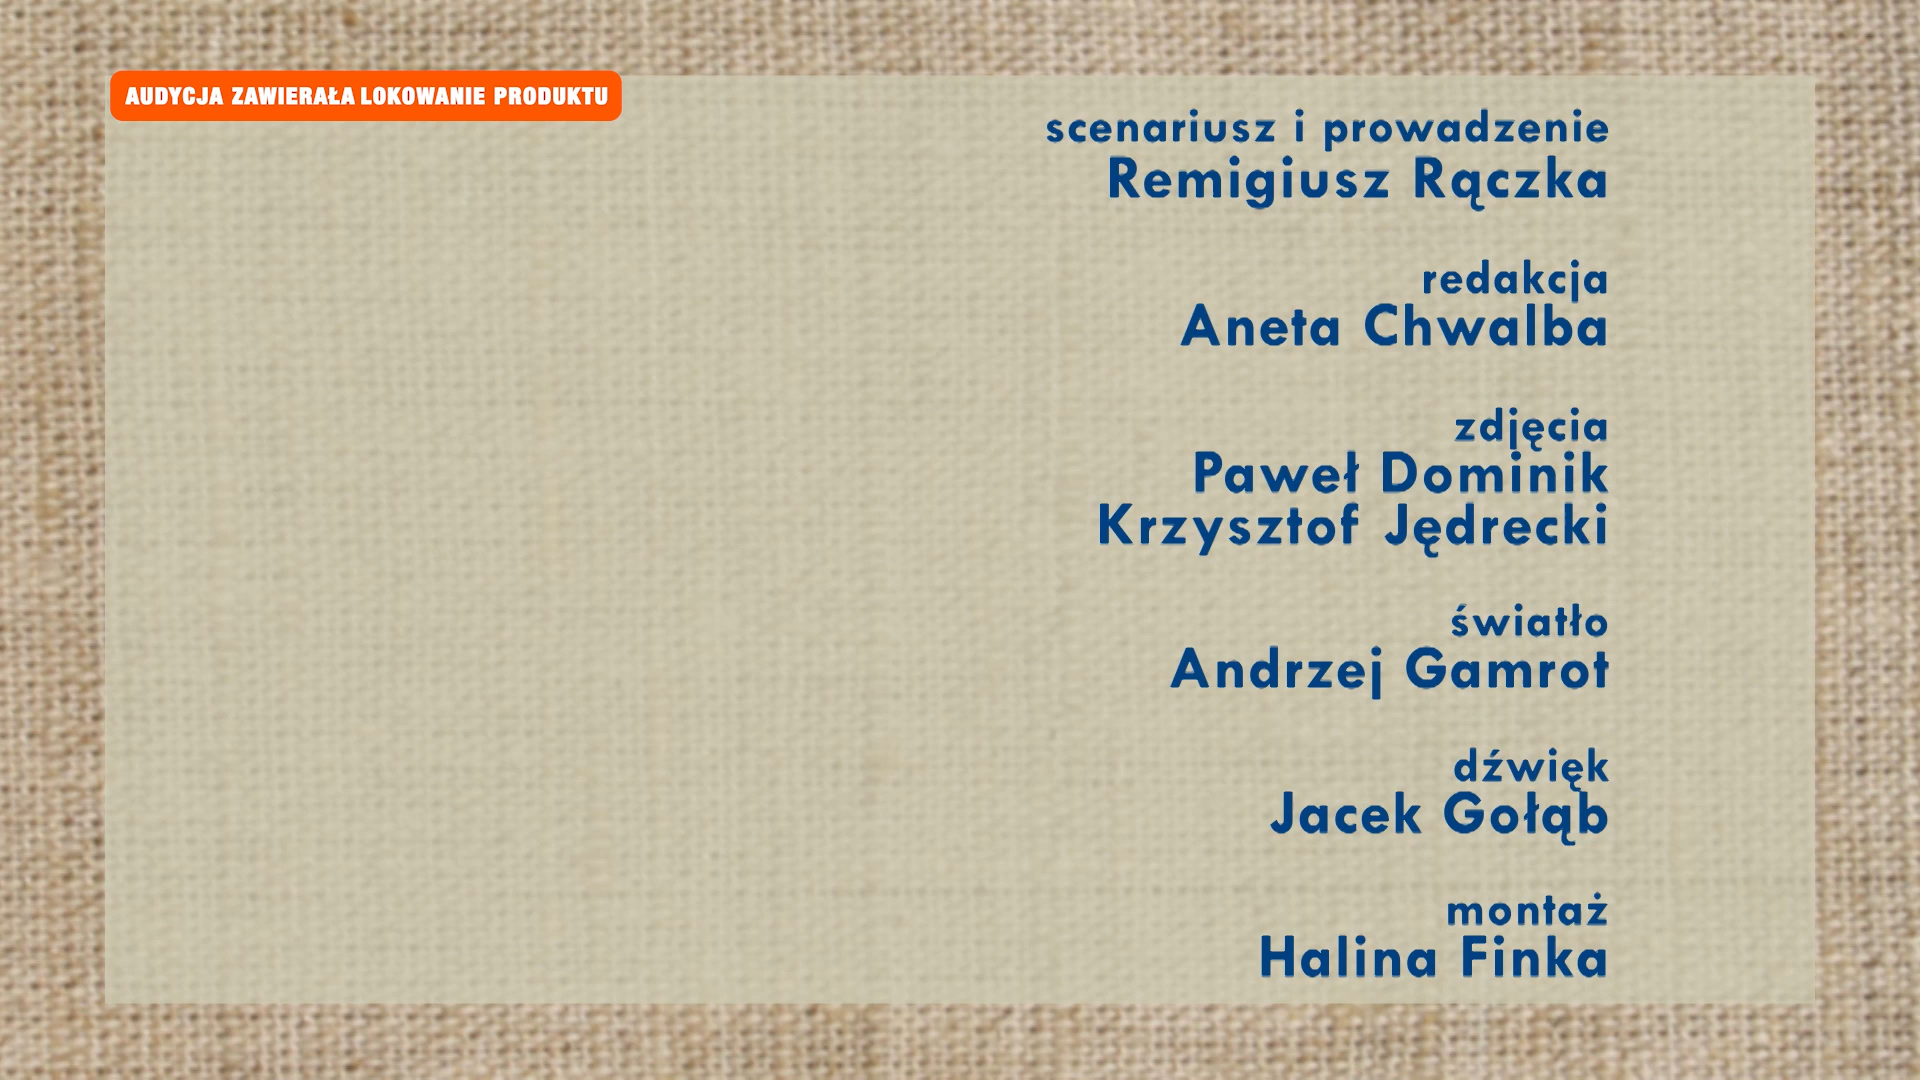 AUDYCJA ZAWIERAŁA LOKOWANIE PRODUKTU
scenariusz i prowadzenie
Remigiusz Rączka
redakcja
Aneta Chwalba
zdjęcia
Paweł Dominik
Krzysztof Jędrecki
światło
Andrzej Gamrot
dźwięk
Jacek Gołąb
montaż
Halina Finka